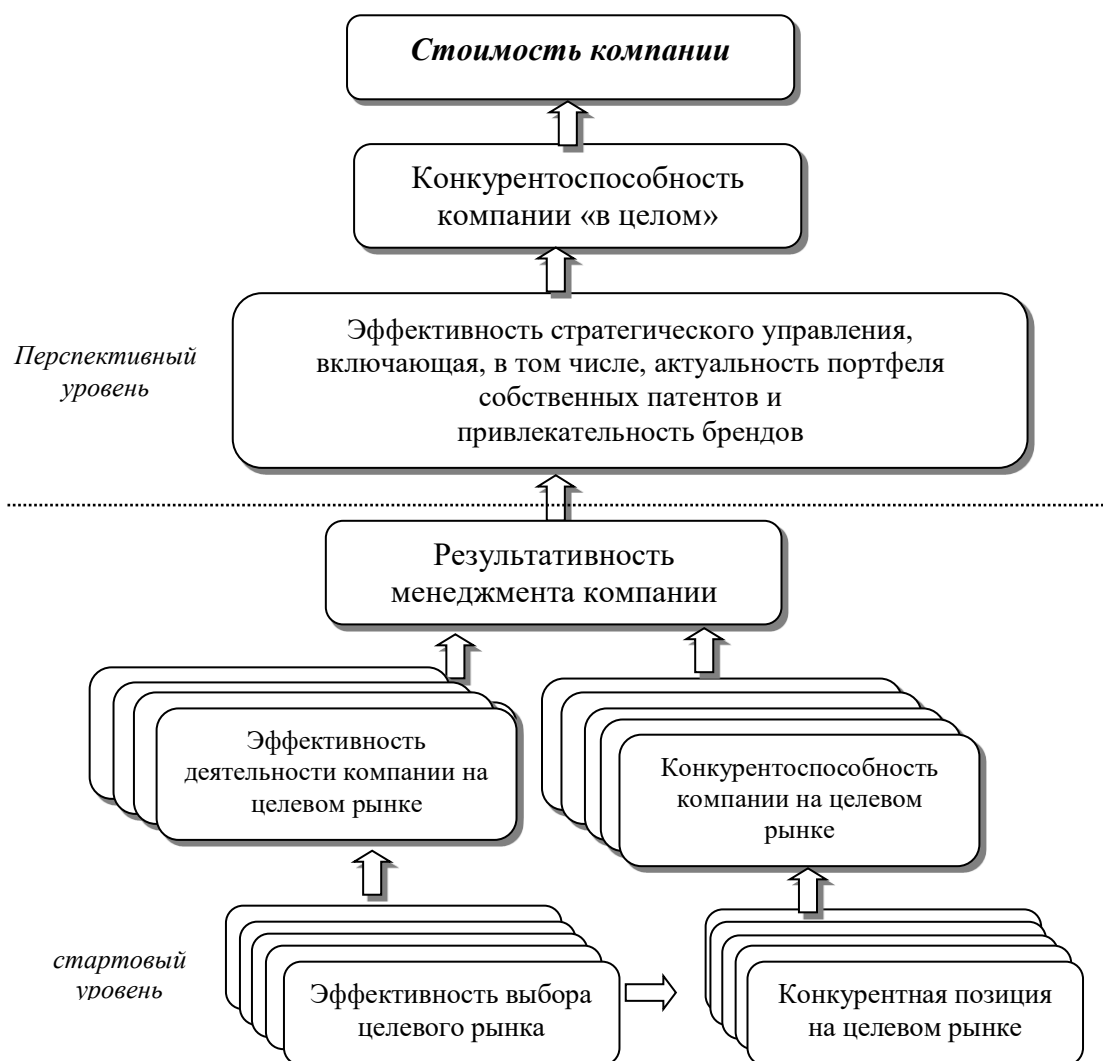 Стоимость компании
Конкурентоспособность
компании «в целом»
Эффективность стратегического управления,
включающая, в том числе, актуальность портфеля
собственных патентов и
привлекательность брендов
Перспективный
уровень
Результативность
менеджмента компании
Эффективность
деятельности компании на
целевом рынке
Конкурентоспособность
компании на целевом
рынке
стартовый
уровень
Эффективность выбора
целевого рынка
Конкурентная позиция
на целевом рынке